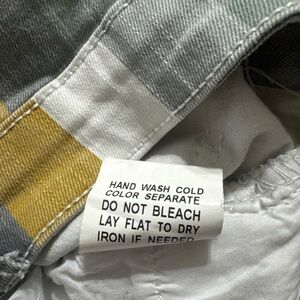 HAND WASH COLD
COLOR SEPARATE
DO NOT BLEACH
LAY FLAT TO DRY
IRON IF NEEDED